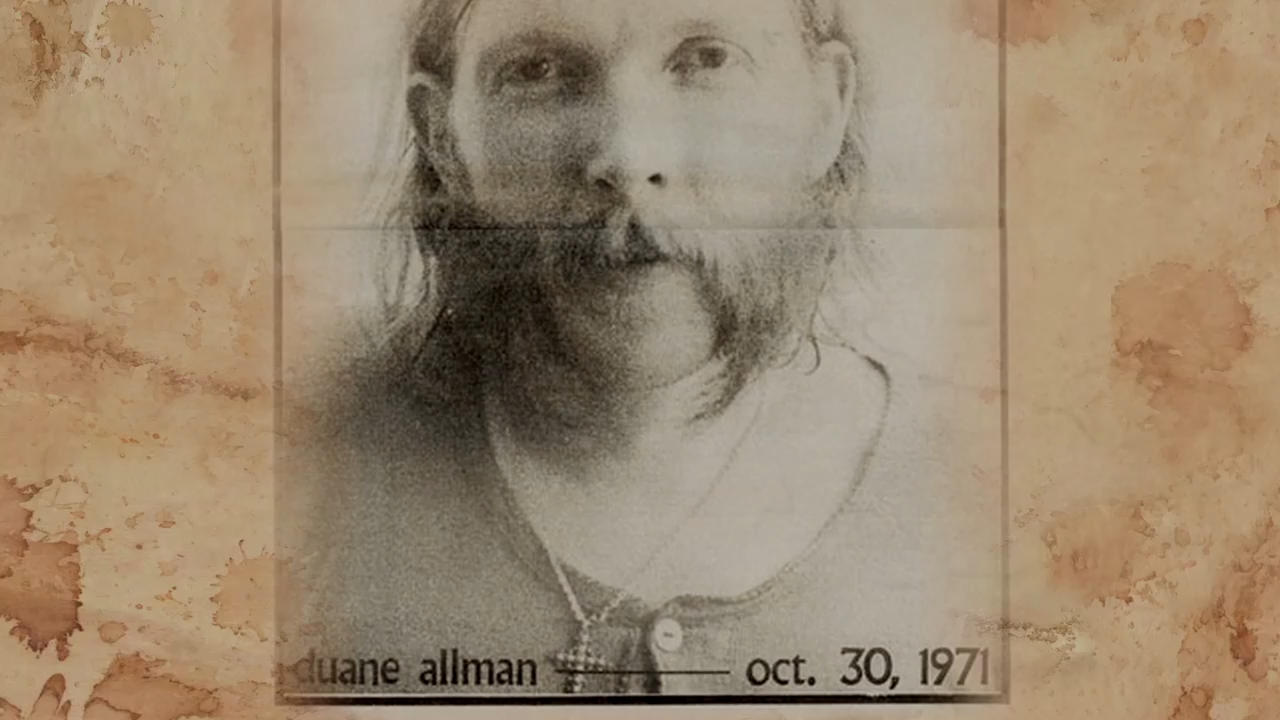 duane allman — oct. 30, 1971